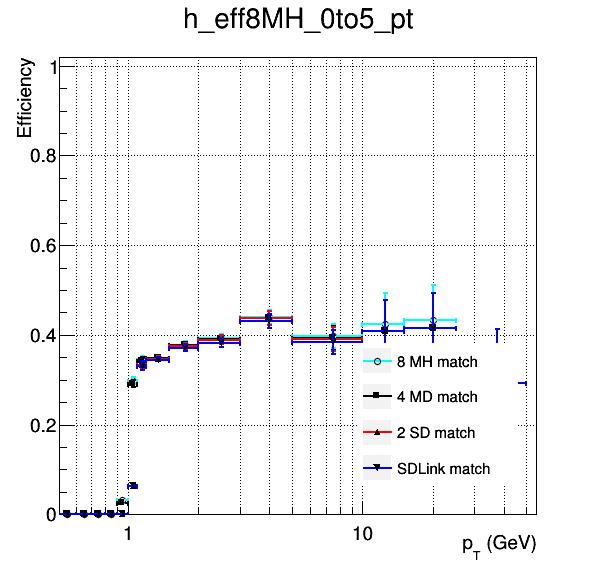 h_eff8MH_0to5_pt
Efficiency
1
0.8
0.6
0.4
0.2
0
8 MH match
4 MD match
2 SD match
SDLink match
1
10
p_T (GeV)